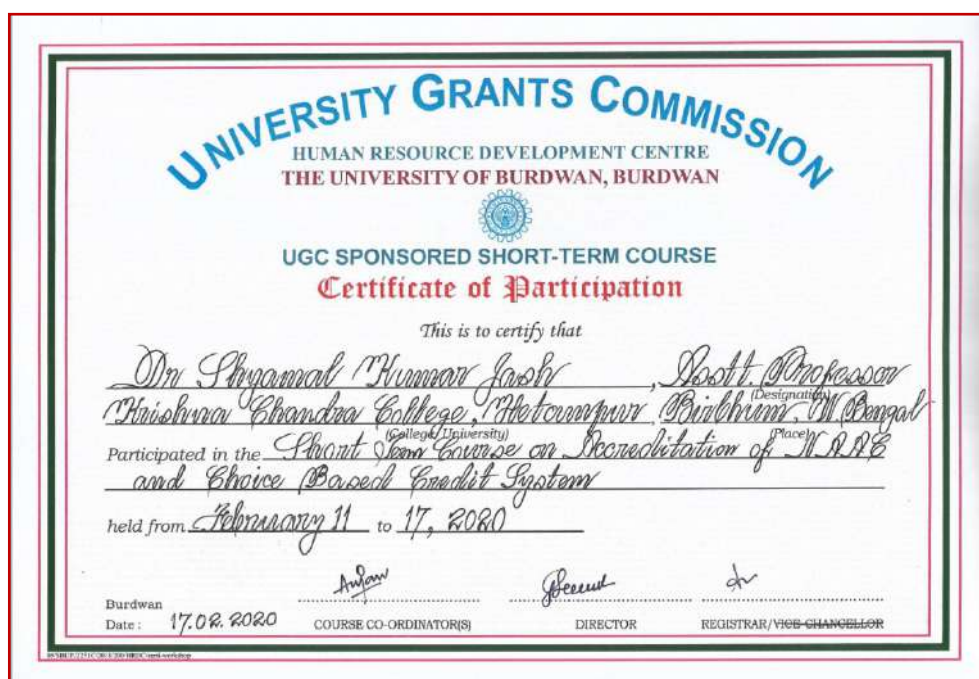 UNIVERSITY GRANTS COMMISSION
HUMAN RESOURCE DEVELOPMENT CENTRE
THE UNIVERSITY OF BURDWAN, BURDWAN
UGC SPONSORED SHORT-TERM COURSE
Certificate of Participation
This is to certify that
Dr Shyamal Kumar Jash, Asstt. Professor
(Designation)
Krishna Chandra College, Hetampur, Birbhum, W. Bengal
(College/University) (Place)
Participated in the Short Term Course on Accreditation of NAAC
and Choice Based Credit System
held from February 11 to 17, 2020
Burdwan
Date : 17.02.2020 COURSE CO-ORDINATOR(S) DIRECTOR REGISTRAR/VICE-CHANCELLOR